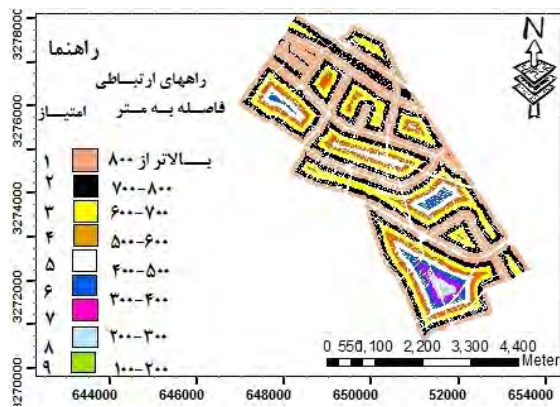 راهنما
راههای ارتباطی
امتیاز فاصله به متر
۱ بالاتر از ۸۰۰
۲ ۷۰۰-۸۰۰
۳ ۶۰۰-۷۰۰
۴ ۵۰۰-۶۰۰
۵ ۴۰۰-۵۰۰
۶ ۳۰۰-۴۰۰
۷
۸ ۲۰۰-۳۰۰
۹ ۱۰۰-۲۰۰
N
3278000
3276000
3274000
3272000
3270000
0 550 1,100 2,200 3,300 4,400
Meter
644000 646000 648000 650000 652000 654000